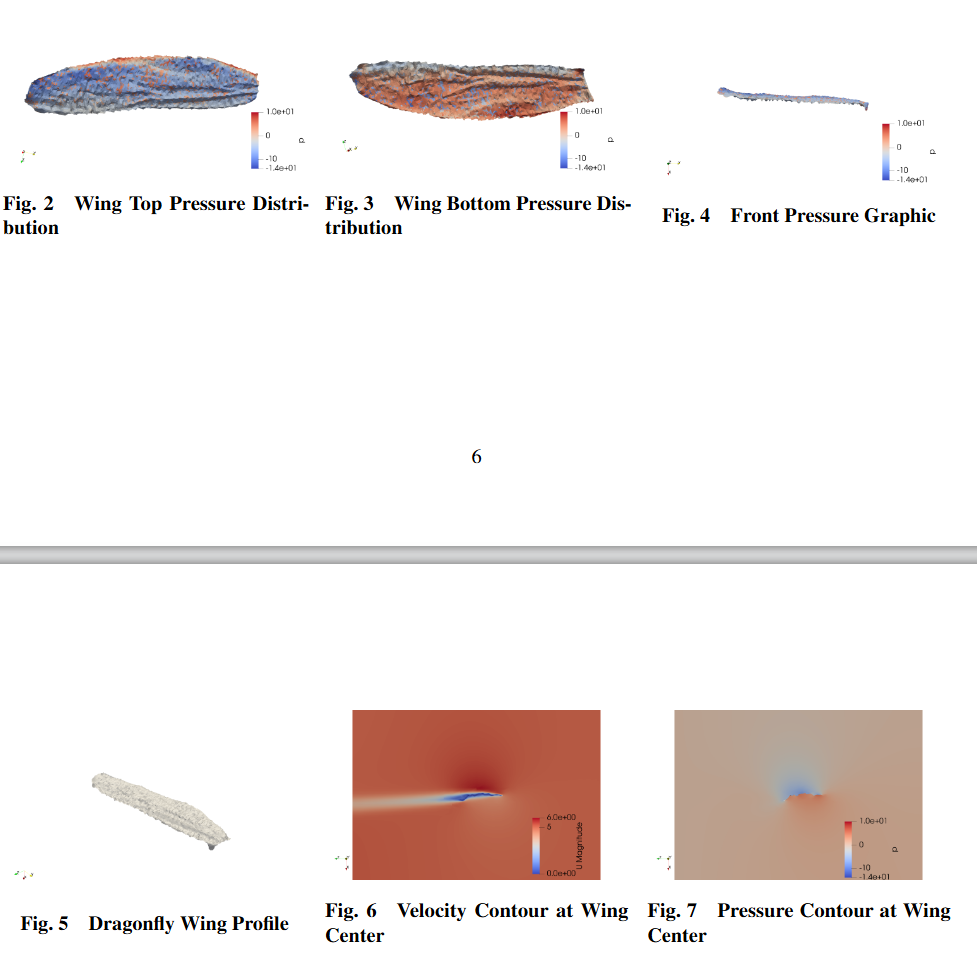 1.0e+01
0
-10
-1.4e+01
p
1.0e+01
0
-10
-1.4e+01
p
1.0e+01
0
-10
-1.4e+01
p
Fig. 2 Wing Top Pressure Distri-
bution
Fig. 3 Wing Bottom Pressure Dis-
tribution
Fig. 4 Front Pressure Graphic
6
6.0e+00
5
0.0e+00
U Magnitude
1.0e+01
0
-10
-1.4e+01
p
Fig. 5 Dragonfly Wing Profile
Fig. 6 Velocity Contour at Wing
Center
Fig. 7 Pressure Contour at Wing
Center